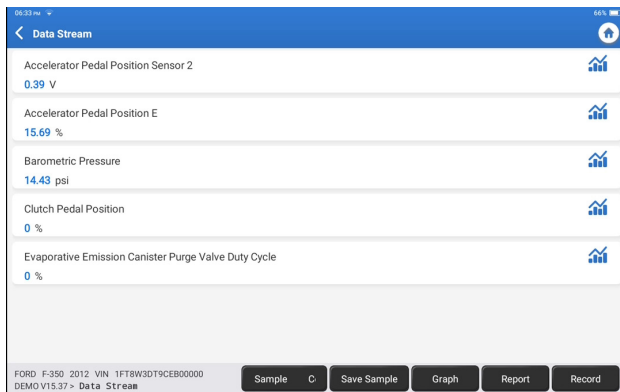 06:33 PM
66%
Data Stream
Accelerator Pedal Position Sensor 2
0.39 V
Accelerator Pedal Position E
15.69 %
Barometric Pressure
14.43 psi
Clutch Pedal Position
0 %
Evaporative Emission Canister Purge Valve Duty Cycle
0 %
FORD F-350 2012 VIN 1FT8W3DT9CEB00000
DEMO V15.37 > Data Stream
Sample
Save Sample
Graph
Report
Record